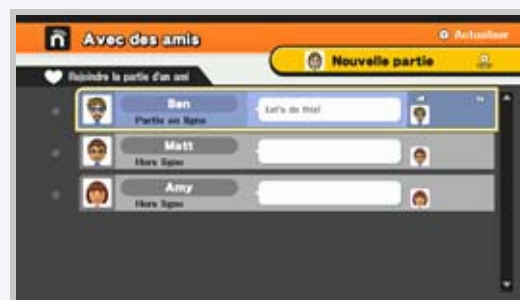 Avec des amis
Actualiser
Nouvelle partie
Rejoindre la partie d'un ami
Ben
Let's do this!
Partie en ligne
Matt
Hors ligne
Amy
Hors ligne